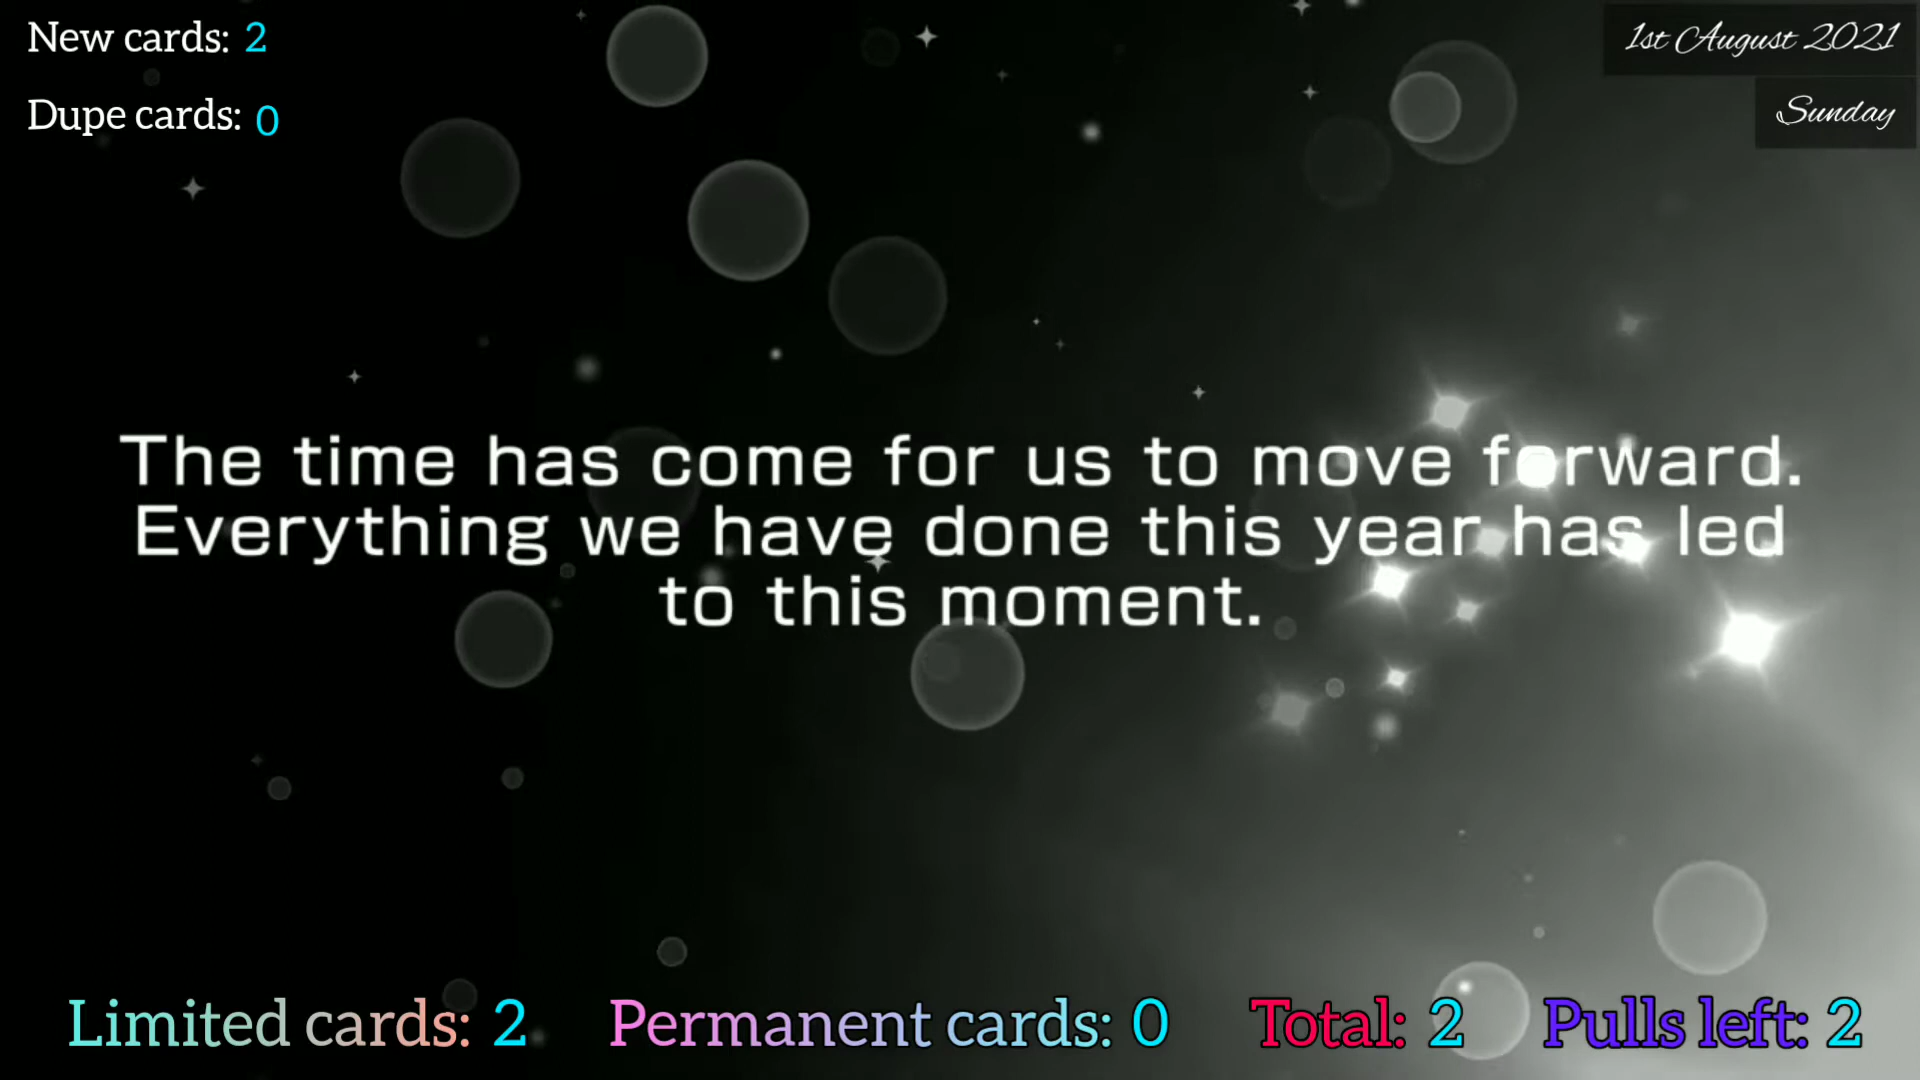 New cards: 2
Dupe cards: 0
1st August 2021
Sunday
The time has come for us to move forward.
Everything we have done this year has led
to this moment.
Limited cards: 2
Permanent cards: 0
Total: 2
Pulls left: 2